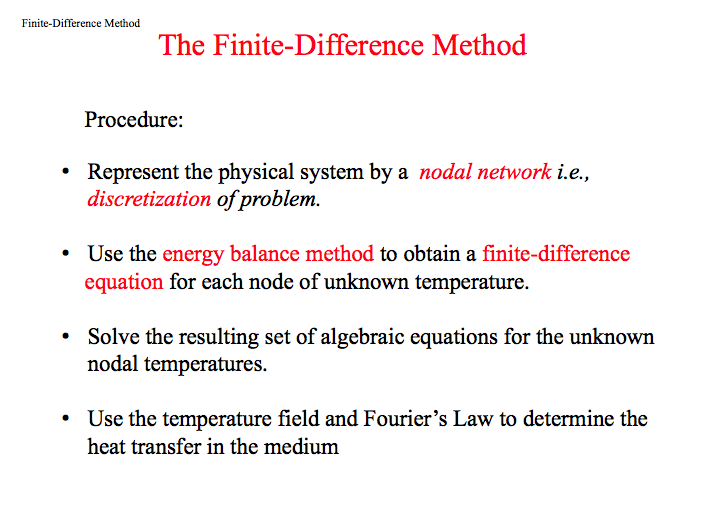 Finite-Difference Method
The Finite-Difference Method
Procedure:
• Represent the physical system by a nodal network i.e.,
discretization of problem.
• Use the energy balance method to obtain a finite-difference
equation for each node of unknown temperature.
• Solve the resulting set of algebraic equations for the unknown
nodal temperatures.
• Use the temperature field and Fourier’s Law to determine the
heat transfer in the medium